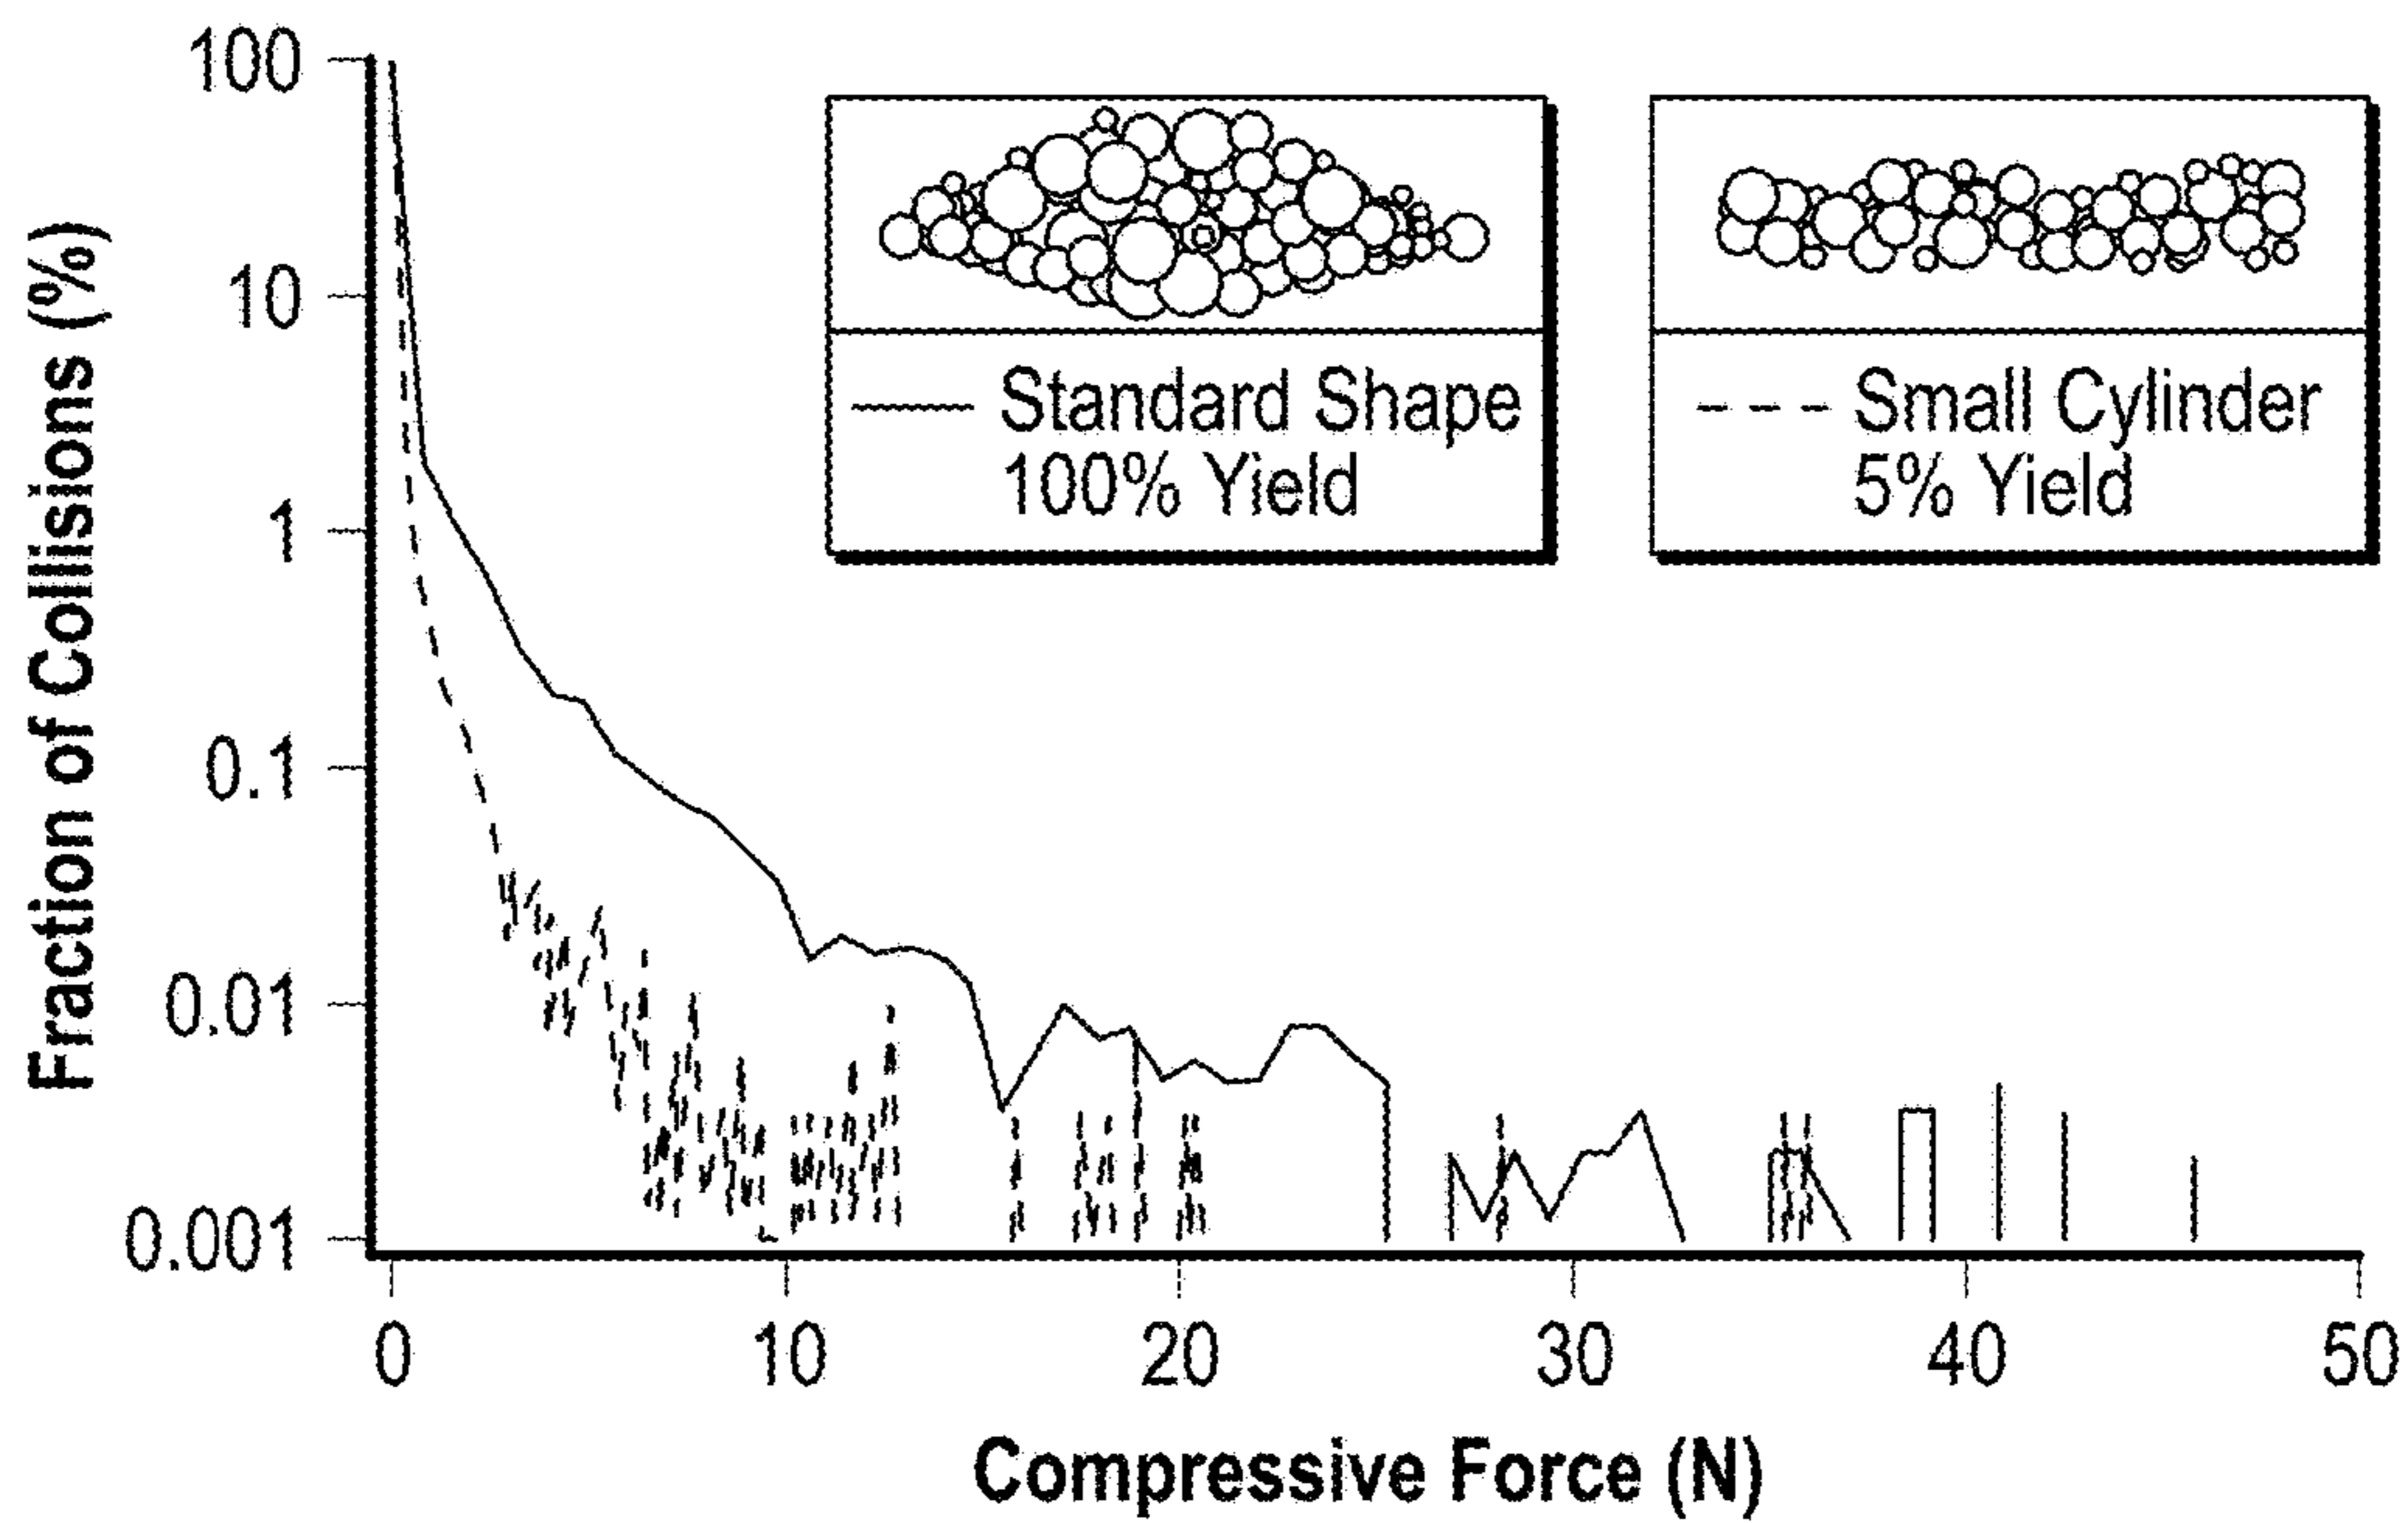 Fraction of Collisions (%)
100
10
1
0.1
0.01
0.001
Standard Shape
100% Yield
Small Cylinder
5% Yield
0 10 20 30 40 50
Compressive Force (N)